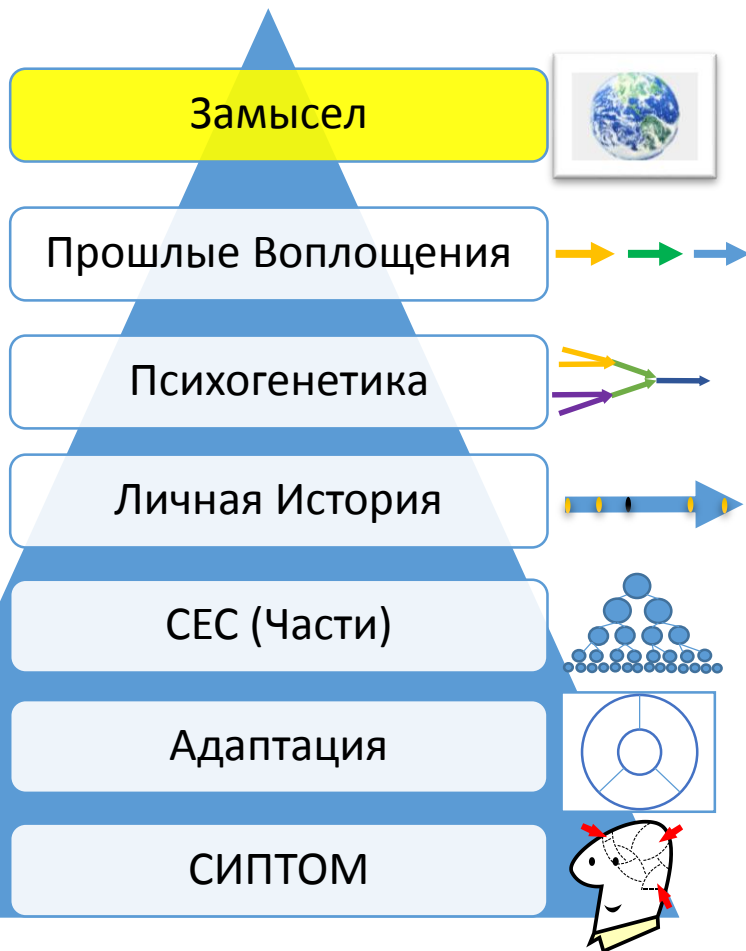 Замысел
Прошлые Воплощения
Психогенетика
Личная История
СЕС (Части)
Адаптация
СИПТОМ